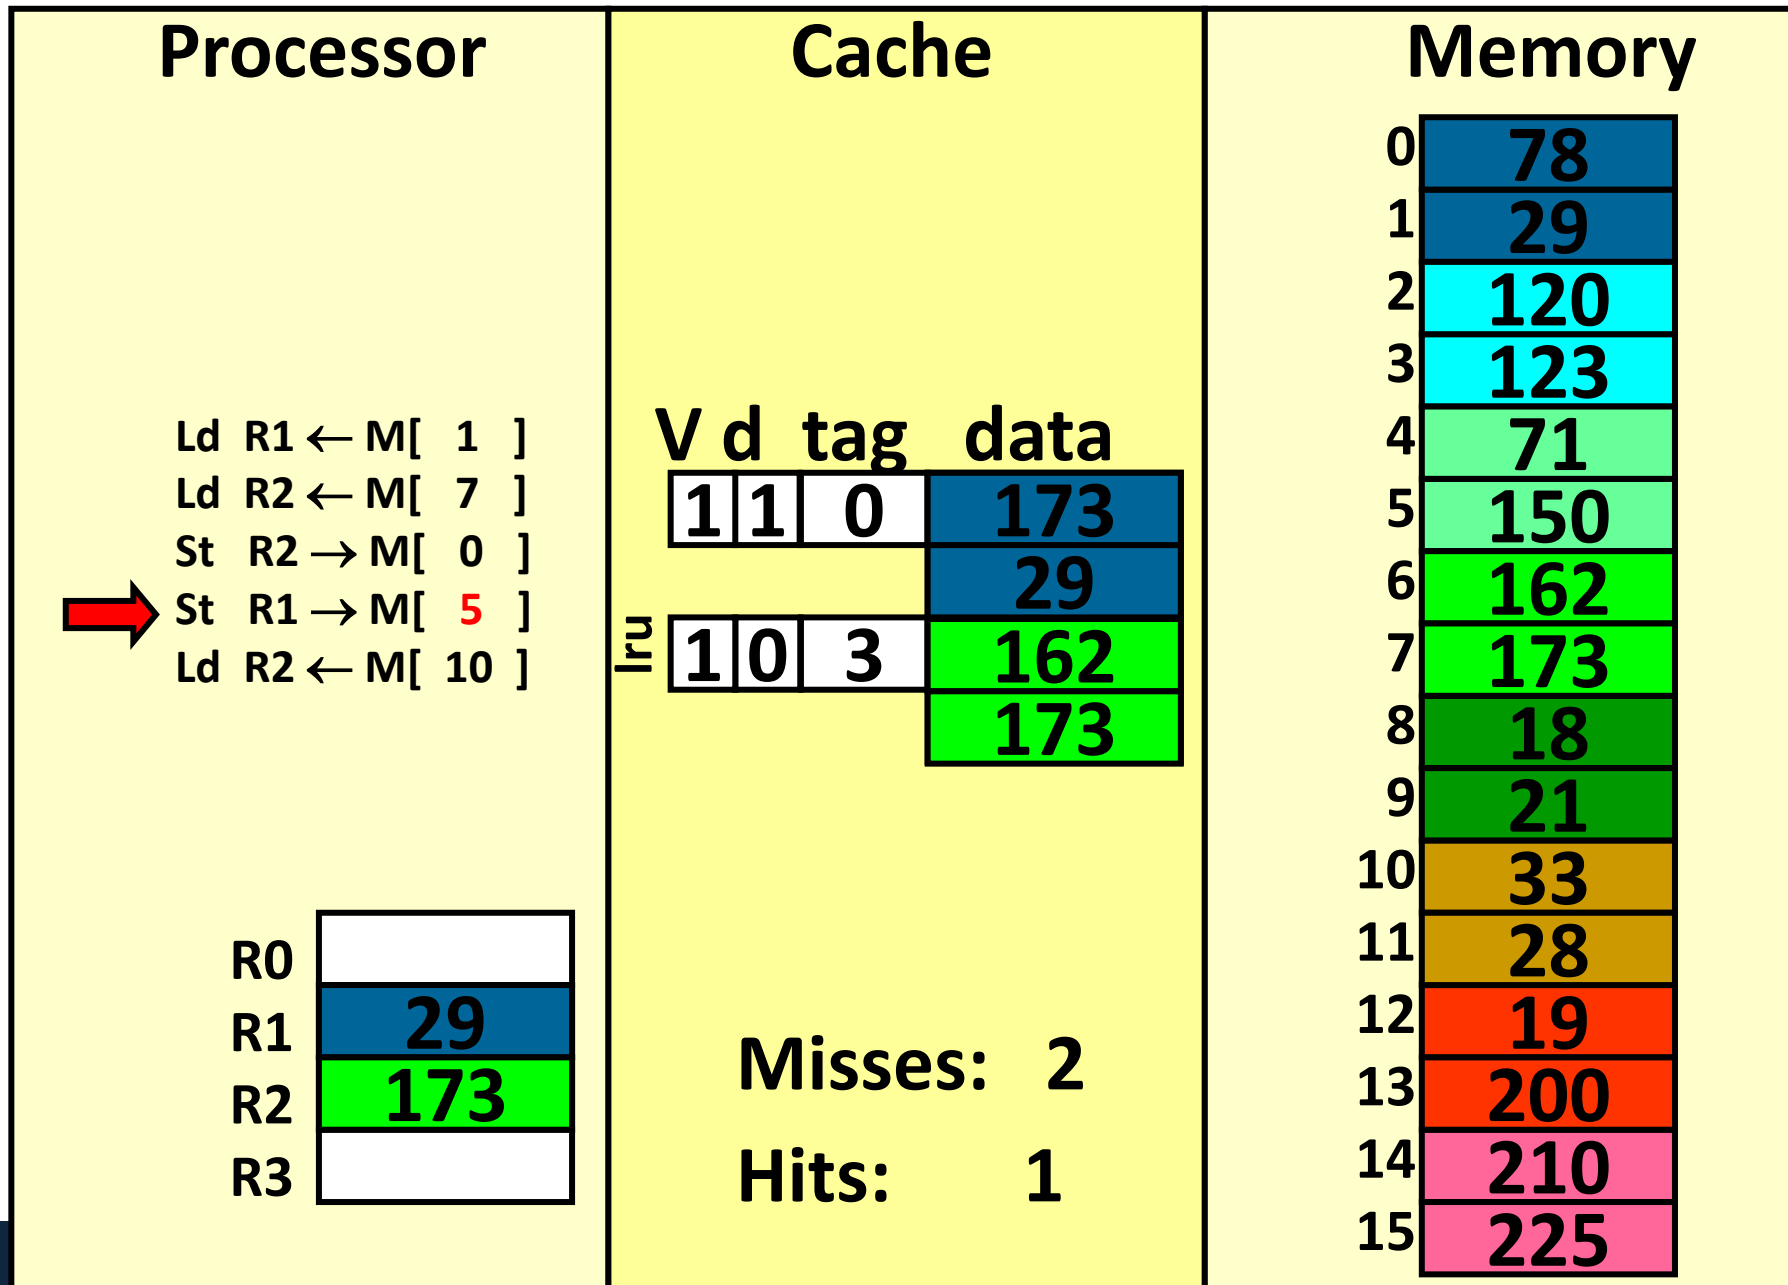 Processor
Ld R1 ← M[ 1 ]
Ld R2 ← M[ 7 ]
St R2 → M[ 0 ]
St R1 → M[ 5 ]
Ld R2 ← M[ 10 ]
R0
R1 29
R2 173
R3
Cache
V d tag data
1 1 0 173
29
lru 1 0 3 162
173
Misses: 2
Hits: 1
Memory
0 78
1 29
2 120
3 123
4 71
5 150
6 162
7 173
8 18
9 21
10 33
11 28
12 19
13 200
14 210
15 225